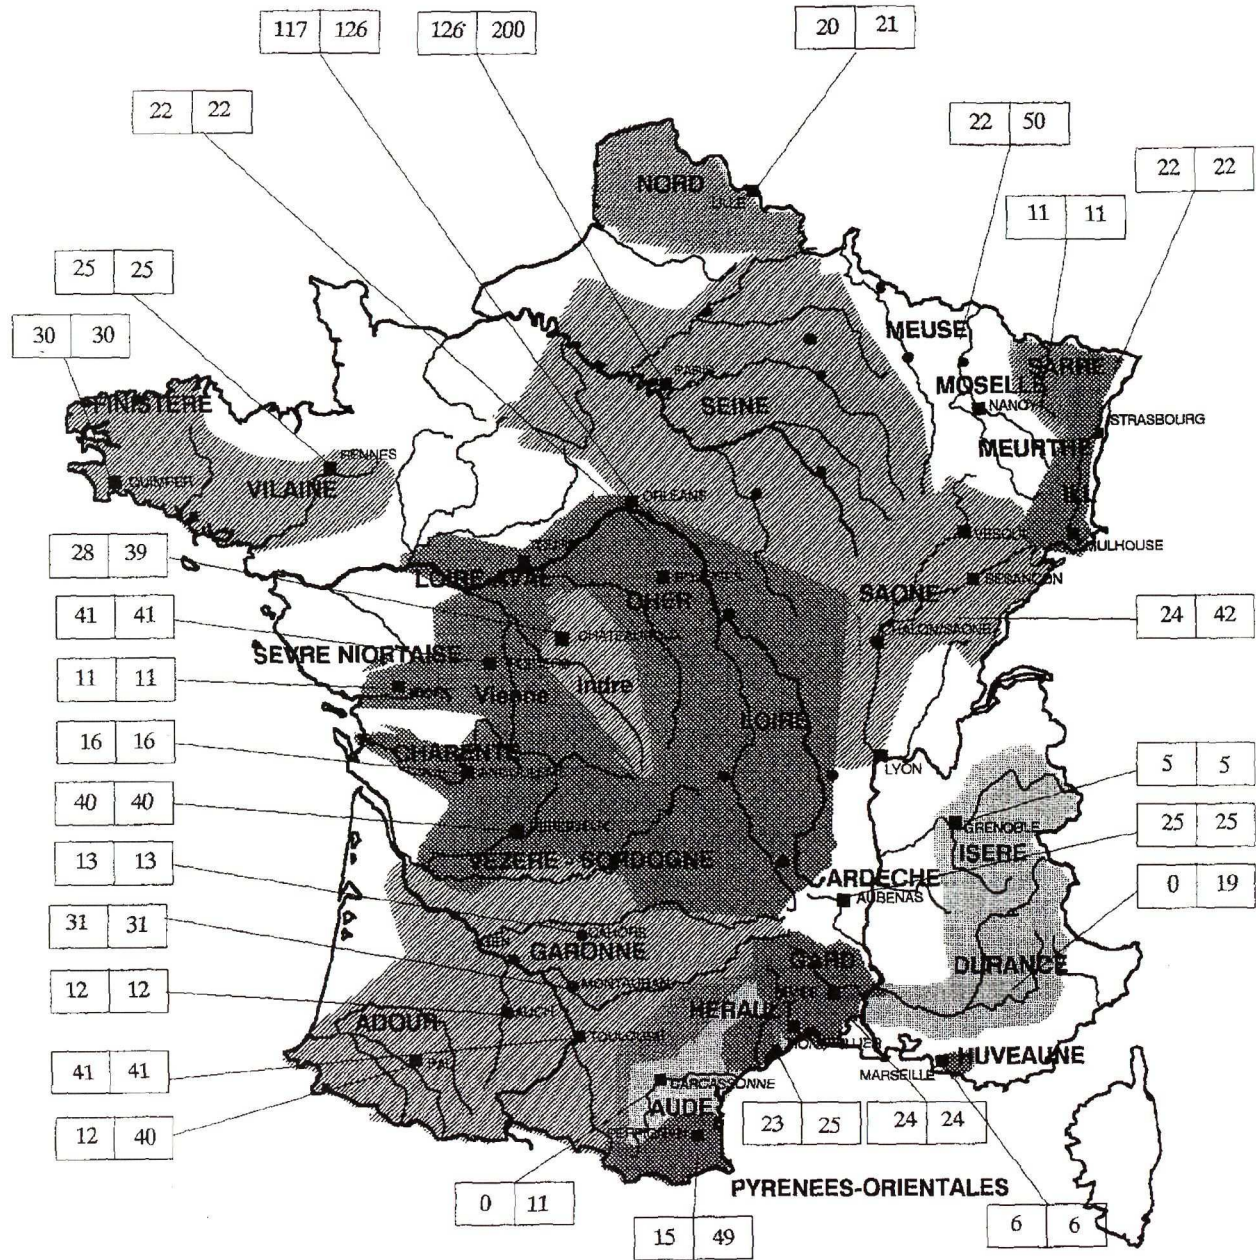 117 126
126 200
20 21
22 22
22 50
22 22
11 11
25 25
30 30
NORD
LILLE
MEUSE
SARRE
MOSELLE
NANCY
PARIS
SEINE
STRASBOURG
MEURTHE
FINISTERE
RENNES
QUIMPER
VILAINE
ORLEANS
ILL
VESOUL
MULHOUSE
28 39
LOIRE-AVAL
BOURGES
CHER
SAONE
BESANCON
41 41
CHATEAUROUX
CHALON/SAONE
24 42
SEVRE NIORTAISE
Vienne
Indre
11 11
LOIRE
16 16
CHARENTE
ANGOULEME
LYON
5 5
40 40
GRENOBLE
25 25
ISERE
13 13
VEZERE - DORDOGNE
ARDECHE
AUBENAS
0 19
31 31
CAHORS
AGEN
GARONNE
GARD
DURANCE
MONTAUBAN
12 12
AUCH
HERAULT
ADOUR
TOULOUSE
MONTPELLIER
HUVEAUNE
41 41
PAU
CARCASSONNE
MARSEILLE
AUDE
12 40
23 25
24 24
PYRENEES-ORIENTALES
0 11
15 49
6 6